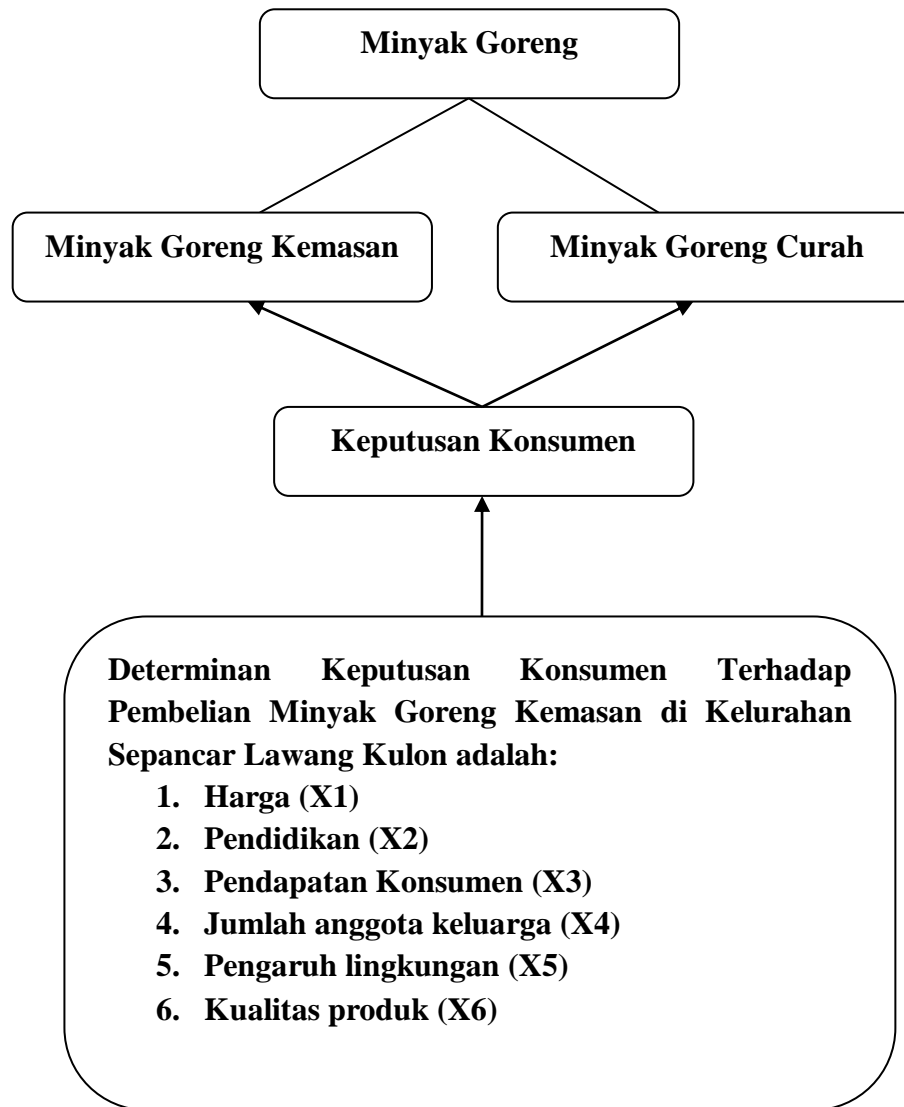 Minyak Goreng
Minyak Goreng Kemasan
Minyak Goreng Curah
Keputusan Konsumen
Determinan Keputusan Konsumen Terhadap
Pembelian Minyak Goreng Kemasan di Kelurahan
Sepancar Lawang Kulon adalah:
1. Harga (X1)
2. Pendidikan (X2)
3. Pendapatan Konsumen (X3)
4. Jumlah anggota keluarga (X4)
5. Pengaruh lingkungan (X5)
6. Kualitas produk (X6)